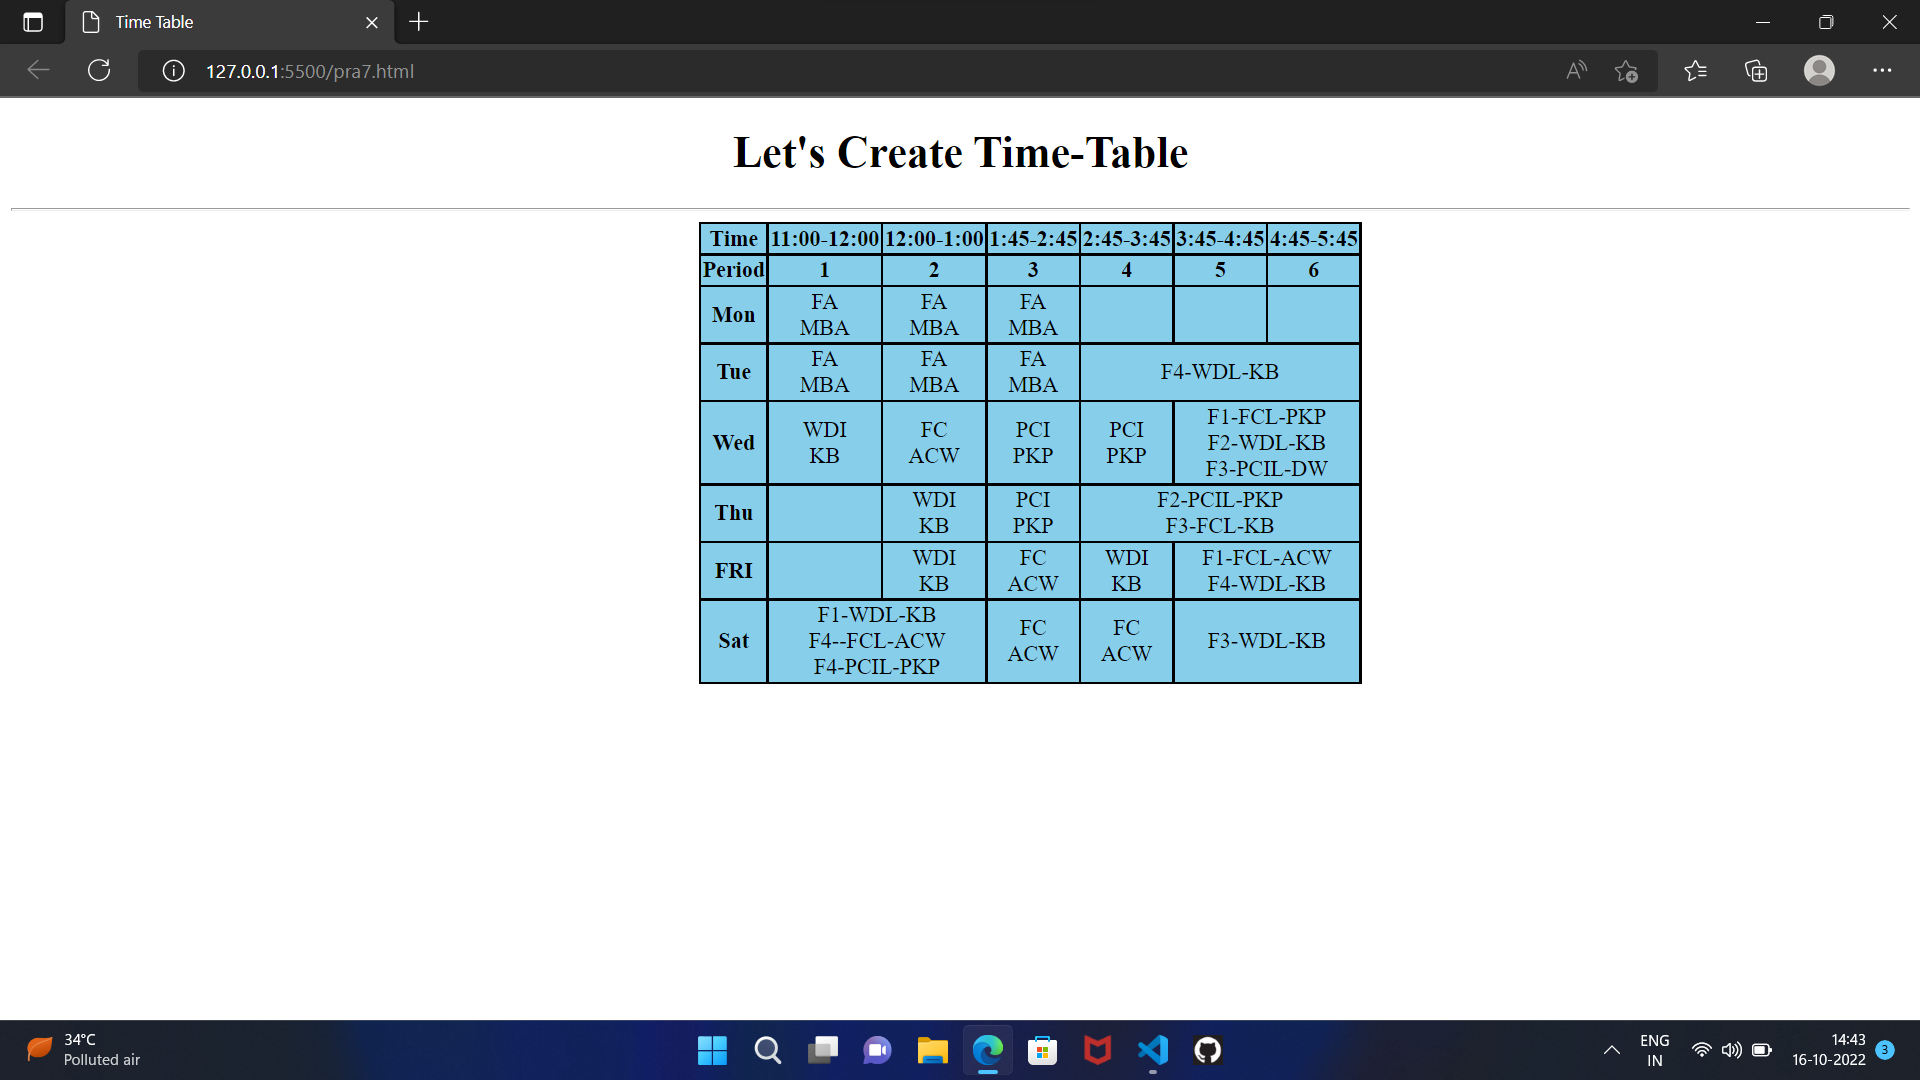 Time Table
127.0.0.1:5500/pra7.html
Let's Create Time-Table
Time 11:00-12:00 12:00-1:00 1:45-2:45 2:45-3:45 3:45-4:45 4:45-5:45
Period 1 2 3 4 5 6
Mon FA MBA FA MBA FA MBA
Tue FA MBA FA MBA FA MBA F4-WDL-KB
Wed WDI KB FC ACW PCI PKP PCI PKP F1-FCL-PKP F2-WDL-KB F3-PCIL-DW
Thu WDI KB PCI PKP F2-PCIL-PKP F3-FCL-KB
FRI WDI KB FC ACW WDI KB F1-FCL-ACW F4-WDL-KB
Sat F1-WDL-KB F4--FCL-ACW F4-PCIL-PKP FC ACW FC ACW F3-WDL-KB
34°C
Polluted air
ENG
IN
14:43
16-10-2022
3